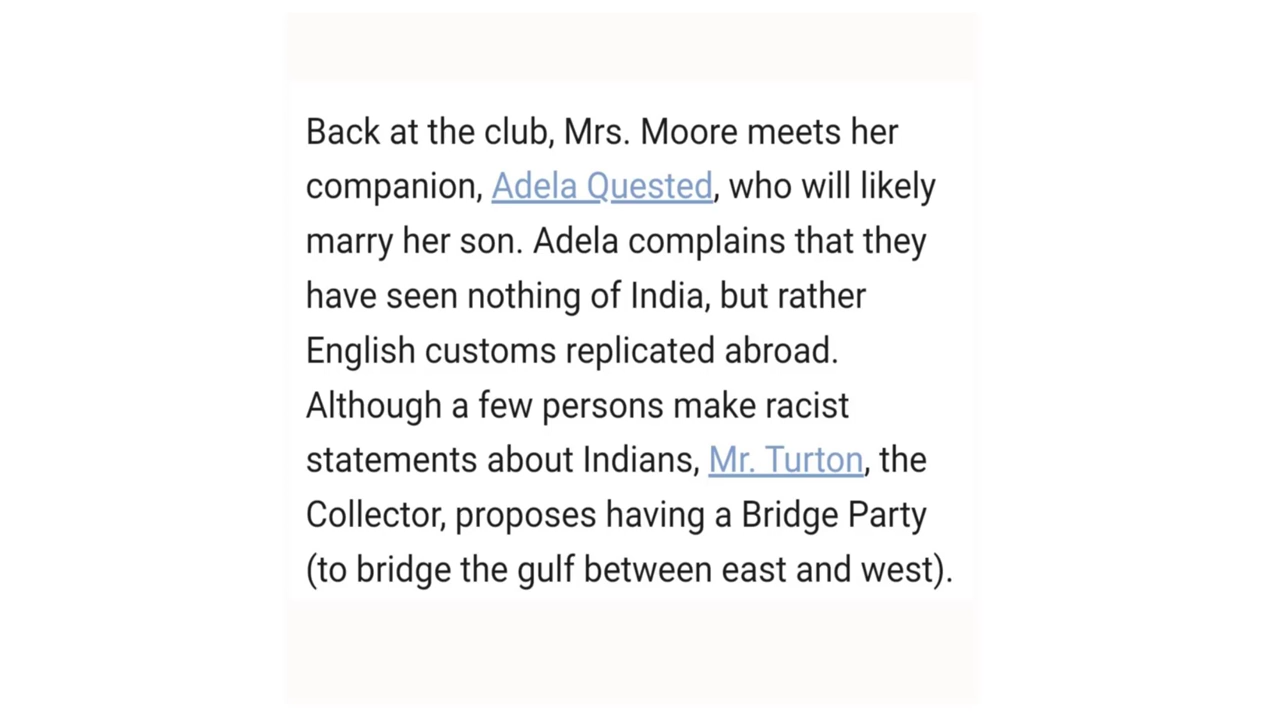 Back at the club, Mrs. Moore meets her
companion, Adela Quested, who will likely
marry her son. Adela complains that they
have seen nothing of India, but rather
English customs replicated abroad.
Although a few persons make racist
statements about Indians, Mr. Turton, the
Collector, proposes having a Bridge Party
(to bridge the gulf between east and west).